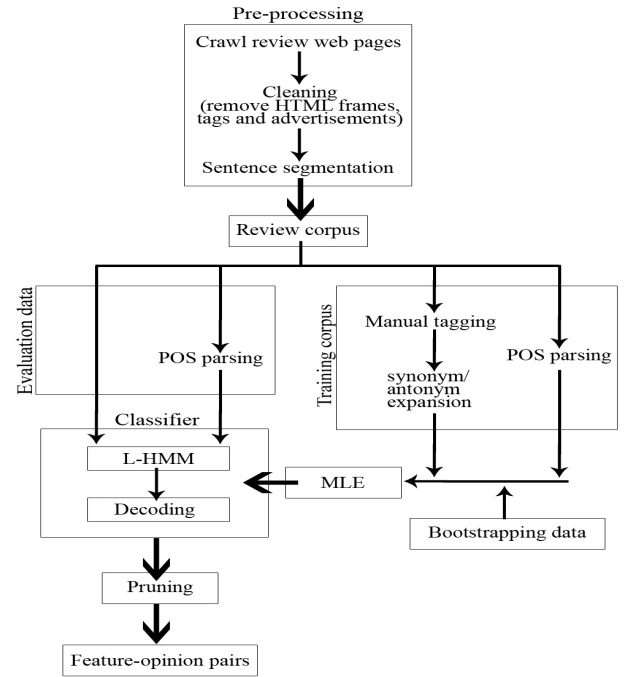 Pre-processing
Crawl review web pages
Cleaning
(remove HTML frames,
tags and advertisements)
Sentence segmentation
Review corpus
Evaluation data
POS parsing
Training corpus
Manual tagging
synonym/
antonym
expansion
POS parsing
Classifier
L-HMM
Decoding
MLE
Bootstrapping data
Pruning
Feature-opinion pairs